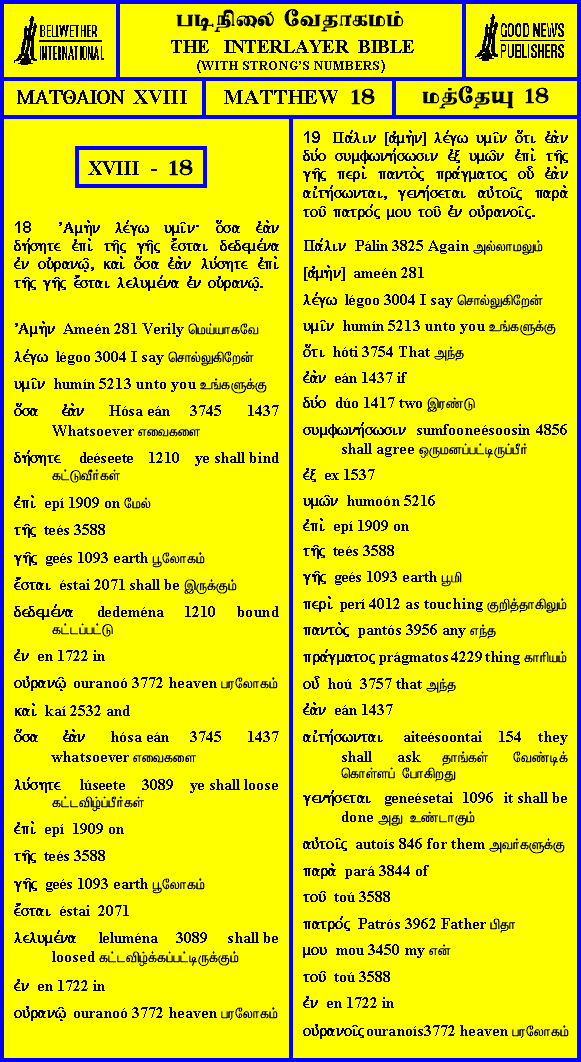 BELLWETHER
INTERNATIONAL
படிநிலை வேதாகமம்
THE INTERLAYER BIBLE
(WITH STRONG'S NUMBERS)
GOOD NEWS
PUBLISHERS
ΜΑΤΘΑΙΟΝ XVIII
MATTHEW 18
மத்தேயு 18
XVIII - 18
18 Ἀμὴν λέγω υμῖν· ὅσα ἐὰν
δήσητε ἐπὶ τῆς γῆς ἔσται δεδεμένα
ἐν οὐρανῷ, καὶ ὅσα ἐὰν λύσητε ἐπὶ
τῆς γῆς ἔσται λελυμένα ἐν οὐρανῷ.
Ἀμὴν Ameén 281 Verily மெய்யாகவே
λέγω légoo 3004 I say சொல்லுகிறேன்
υμῖν humín 5213 unto you உங்களுக்கு
ὅσα ἐὰν Hósa eán 3745 1437
Whatsoever எவைகளை
δήσητε deéseete 1210 ye shall bind
கட்டுவீர்கள்
ἐπὶ epí 1909 on மேல்
τῆς teés 3588
γῆς geés 1093 earth பூலோகம்
ἔσται éstai 2071 shall be இருக்கும்
δεδεμένα dedeména 1210 bound
கட்டப்பட்டு
ἐν en 1722 in
οὐρανῷ ouranoó 3772 heaven பரலோகம்
καὶ kaí 2532 and
ὅσα ἐὰν hósa eán 3745 1437
whatsoever எவைகளை
λύσητε lúseete 3089 ye shall loose
கட்டவிழ்ப்பீர்கள்
ἐπὶ epí 1909 on
τῆς teés 3588
γῆς geés 1093 earth பூலோகம்
ἔσται éstai 2071
λελυμένα leluména 3089 shall be
loosed கட்டவிழ்க்கப்பட்டிருக்கும்
ἐν en 1722 in
οὐρανῷ ouranoó 3772 heaven பரலோகம்
19 Πάλιν [ἀμὴν] λέγω υμῖν ὅτι ἐὰν
δύο συμφωνήσωσιν ἐξ υμῶν ἐπὶ τῆς
γῆς περὶ παντὸς πράγματος οὗ ἐὰν
αἰτήσωνται, γενήσεται αὐτοῖς παρὰ
τοῦ πατρός μου τοῦ ἐν οὐρανοῖς.
Πάλιν Pálin 3825 Again அல்லாமலும்
[ἀμὴν] ameén 281
λέγω légoo 3004 I say சொல்லுகிறேன்
υμῖν humín 5213 unto you உங்களுக்கு
ὅτι hóti 3754 That அந்த
ἐὰν eán 1437 if
δύο dúo 1417 two இரண்டு
συμφωνήσωσιν sumfooneésoosin 4856
shall agree ஒருமனப்பட்டிருப்பீர்
ἐξ ex 1537
υμῶν humoón 5216
ἐπὶ epí 1909 on
τῆς teés 3588
γῆς geés 1093 earth பூமி
περὶ perí 4012 as touching குறித்தாகிலும்
παντὸς pantós 3956 any எந்த
πράγματος prágmatos 4229 thing காரியம்
οὗ hoú 3757 that அந்த
ἐὰν eán 1437
αἰτήσωνται aiteésoontai 154 they
shall ask தாங்கள் வேண்டிக்
கொள்ளப் போகிறது
γενήσεται geneésetai 1096 it shall be
done அது உண்டாகும்
αὐτοῖς autoís 846 for them அவர்களுக்கு
παρὰ pará 3844 of
τοῦ toú 3588
πατρός Patrós 3962 Father பிதா
μου mou 3450 my என்
τοῦ toú 3588
ἐν en 1722 in
οὐρανοῖς ouranoís3772 heaven பரலோகம்